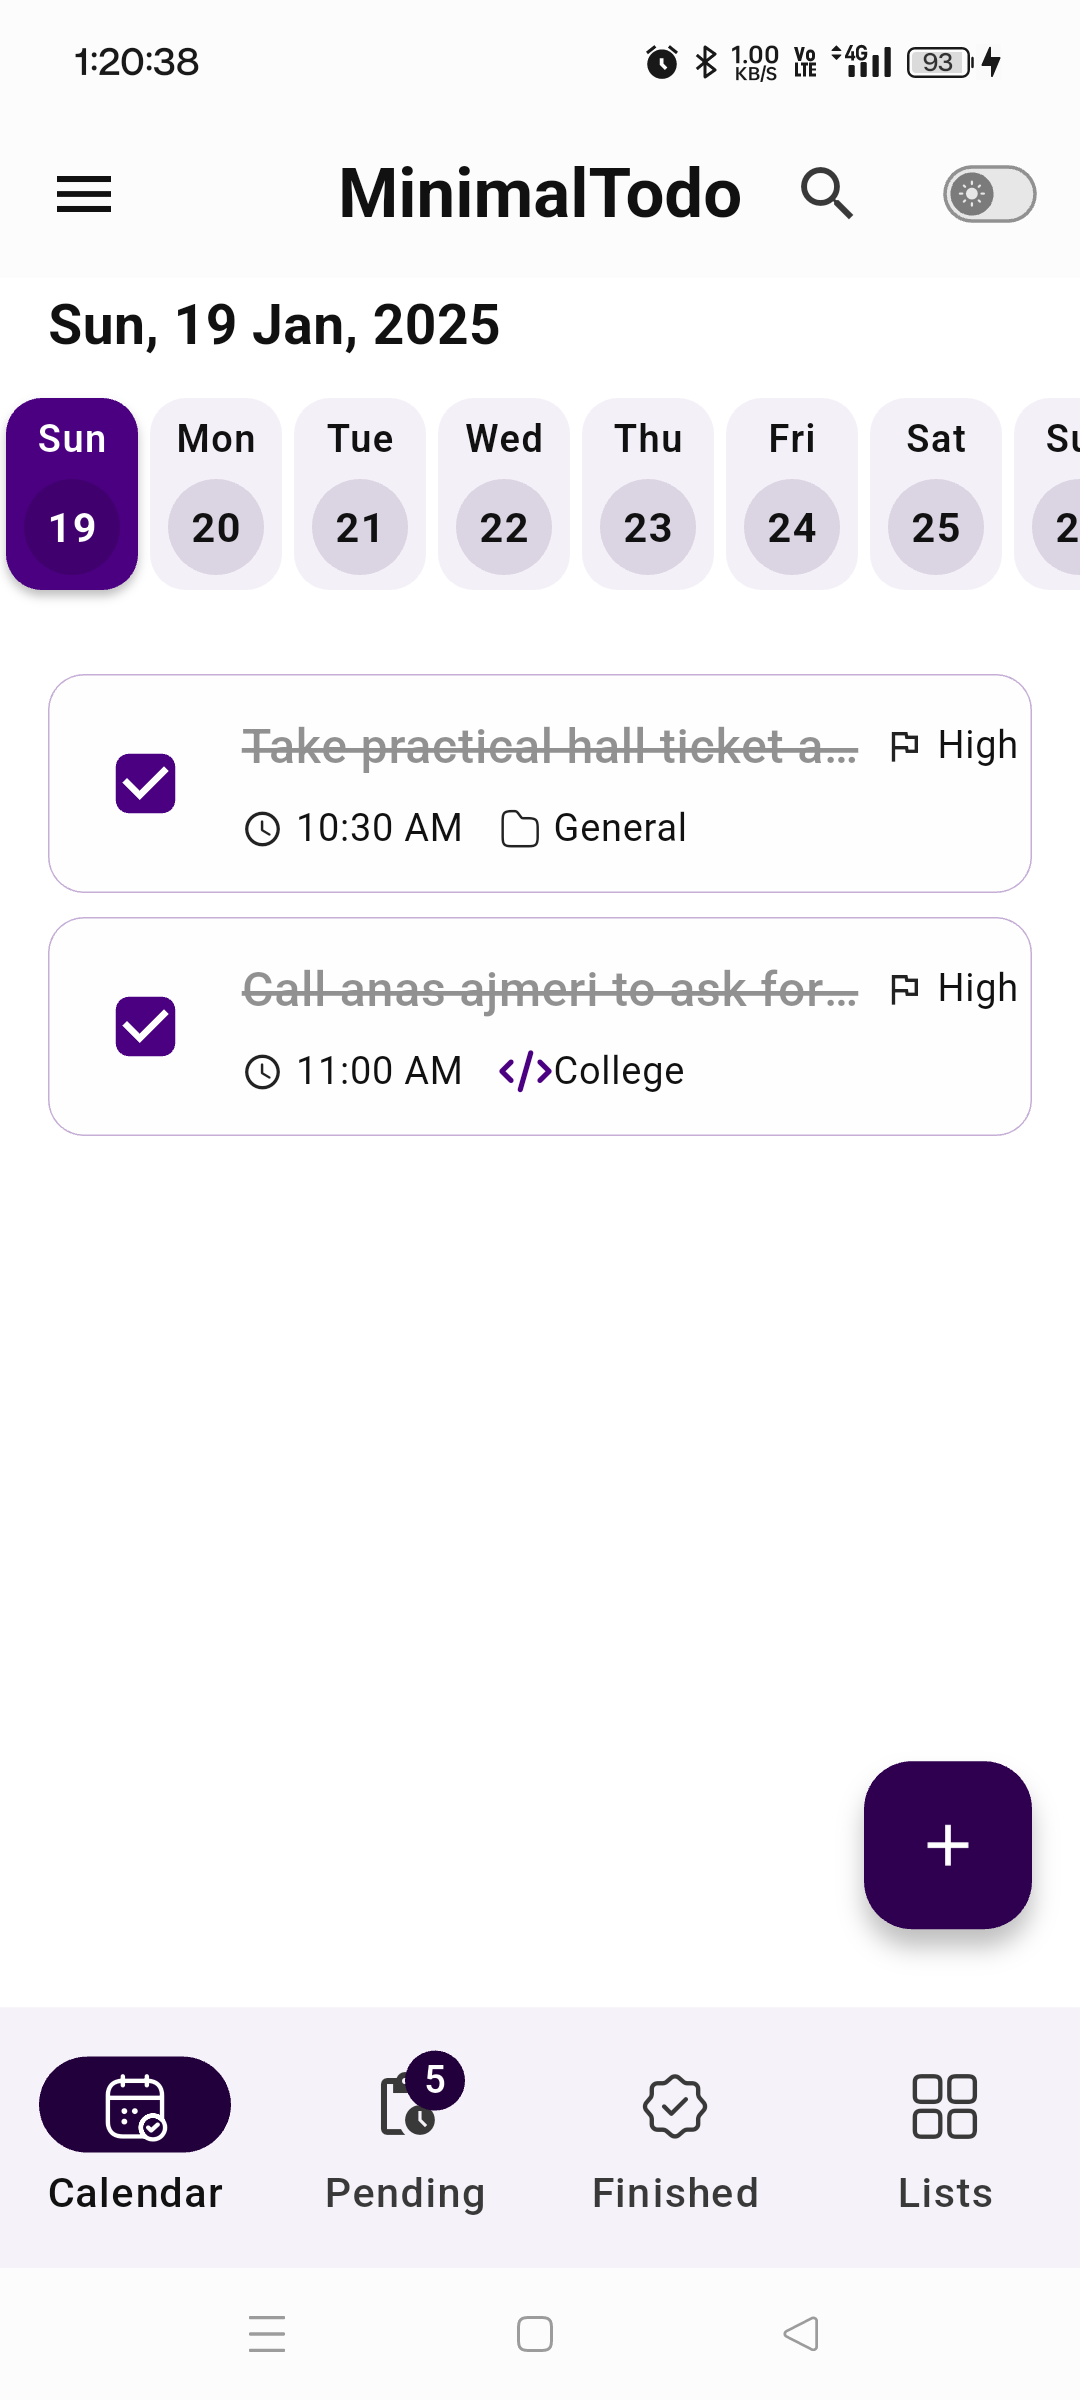 1:20:38 1.00 KB/S Vo LTE 4G 93
MinimalTodo
Sun, 19 Jan, 2025
Sun Mon Tue Wed Thu Fri Sat Su
19 20 21 22 23 24 25 2
Take practical hall ticket a... High
10:30 AM General
Call anas ajmeri to ask for... High
11:00 AM </> College
+
5
Calendar Pending Finished Lists